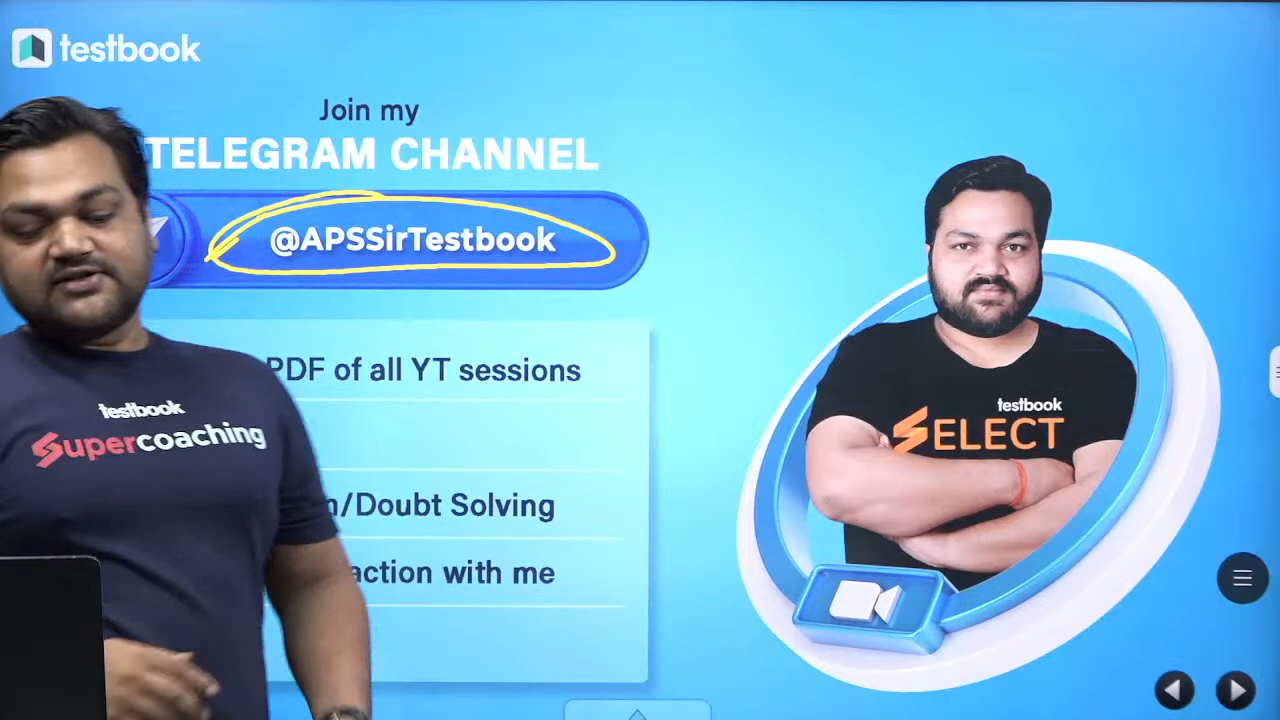 testbook
Join my
TELEGRAM CHANNEL
@APSSirTestbook
PDF of all YT sessions
/Doubt Solving
with me
testbook
Supercoaching
testbook
SELECT